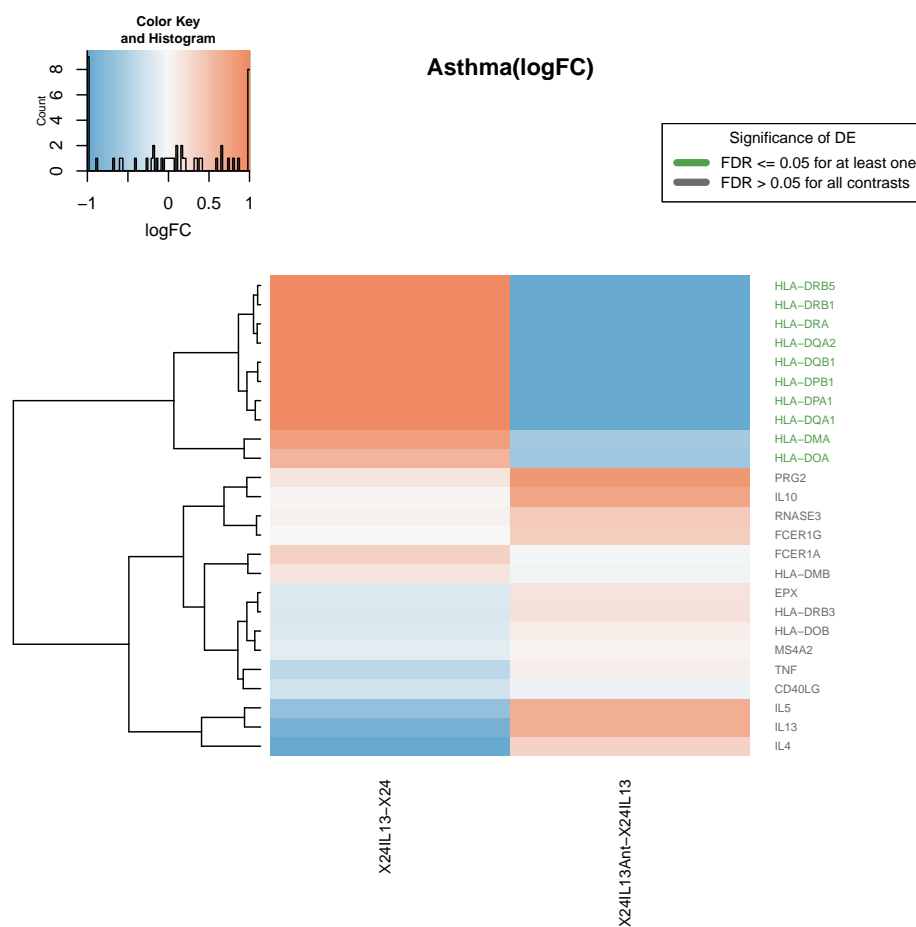 Color Key
and Histogram
Count
0 2 4 6 8
−1 0 0.5 1
logFC
Asthma(logFC)
Significance of DE
FDR <= 0.05 for at least one
FDR > 0.05 for all contrasts
HLA−DRB5
HLA−DRB1
HLA−DRA
HLA−DQA2
HLA−DQB1
HLA−DPB1
HLA−DPA1
HLA−DQA1
HLA−DMA
HLA−DOA
PRG2
IL10
RNASE3
FCER1G
FCER1A
HLA−DMB
EPX
HLA−DRB3
HLA−DOB
MS4A2
TNF
CD40LG
IL5
IL13
IL4
X24IL13−X24
X24IL13Ant−X24IL13